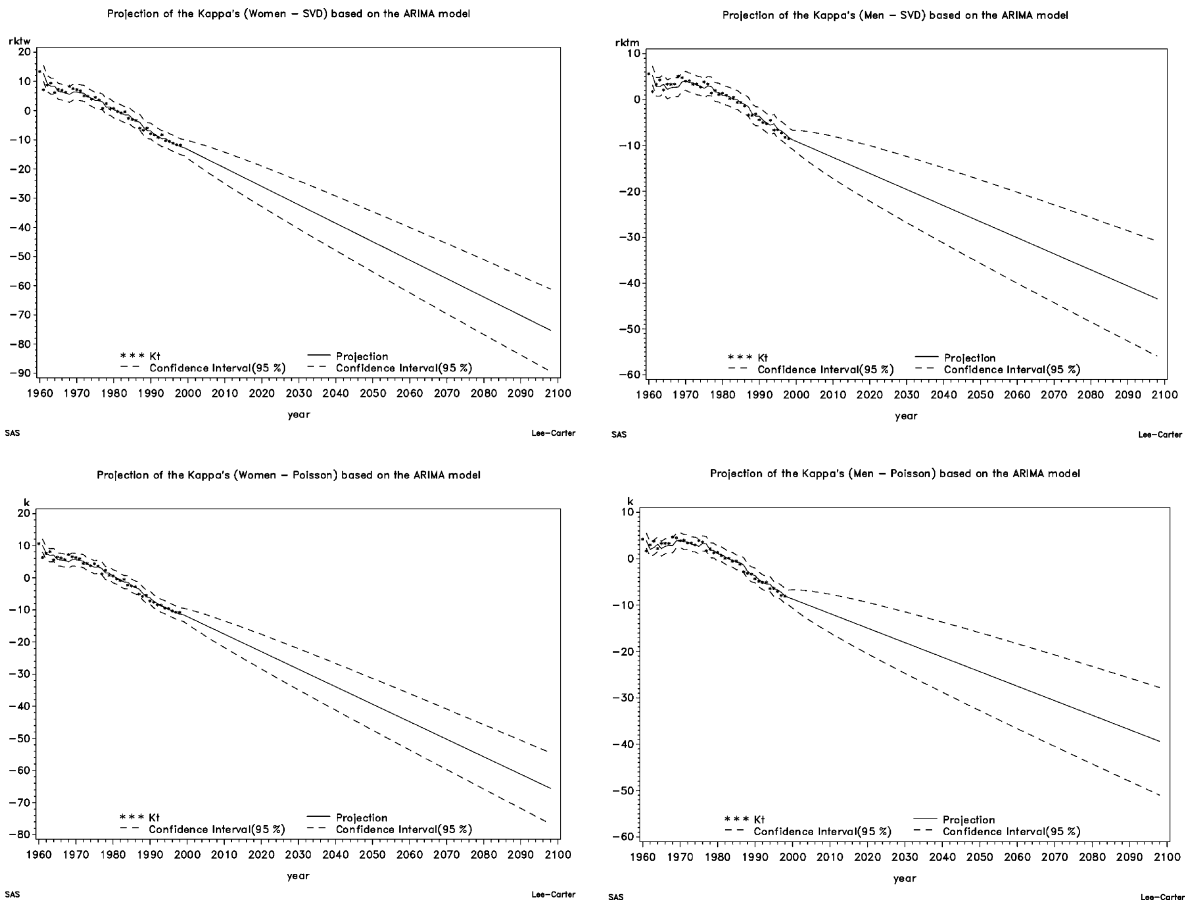 Projection of the Kappa's (Women – SVD) based on the ARIMA model
rktw
20
10
0
−10
−20
−30
−40
−50
−60
−70
−80
−90
*** Kt
Projection
Confidence Interval(95 %)
Confidence Interval(95 %)
1960 1970 1980 1990 2000 2010 2020 2030 2040 2050 2060 2070 2080 2090 2100
year
SAS
Lee–Carter
Projection of the Kappa's (Men – SVD) based on the ARIMA model
rktm
10
0
−10
−20
−30
−40
−50
−60
*** Kt
Projection
Confidence Interval(95 %)
Confidence Interval(95 %)
1960 1970 1980 1990 2000 2010 2020 2030 2040 2050 2060 2070 2080 2090 2100
year
SAS
Lee–Carter
Projection of the Kappa's (Women – Poisson) based on the ARIMA model
k
20
10
0
−10
−20
−30
−40
−50
−60
−70
−80
*** Kt
Projection
Confidence Interval(95 %)
Confidence Interval(95 %)
1960 1970 1980 1990 2000 2010 2020 2030 2040 2050 2060 2070 2080 2090 2100
year
SAS
Lee–Carter
Projection of the Kappa's (Men – Poisson) based on the ARIMA model
k
10
0
−10
−20
−30
−40
−50
−60
*** Kt
Projection
Confidence Interval(95 %)
Confidence Interval(95 %)
1960 1970 1980 1990 2000 2010 2020 2030 2040 2050 2060 2070 2080 2090 2100
year
SAS
Lee–Carter